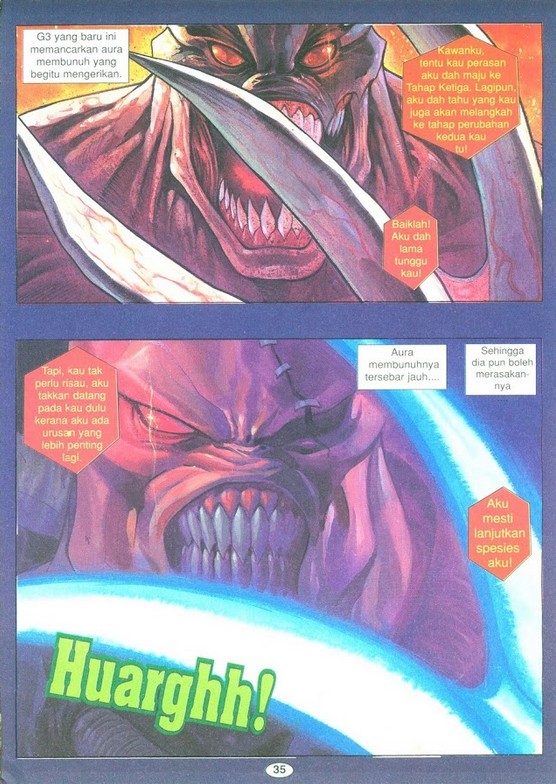 G3 yang baru ini
memancarkan aura
membunuh yang
begitu mengerikan.
Kawanku,
tentu kau perasan
aku dah maju ke
Tahap Ketiga. Lagipun,
aku dah tahu yang kau
juga akan melangkah
ke tahap perubahan
kedua kau
tu!
Baiklah!
Aku dah
lama
tunggu
kau!
Tapi, kau tak
perlu risau, aku
takkan datang
pada kau dulu
kerana aku ada
urusan yang
lebih penting
lagi.
Aura
membunuhnya
tersebar jauh....
Sehingga
dia pun boleh
merasakan-
nya
Aku
mesti
lanjutkan
spesies
aku!
Huarghh!
35